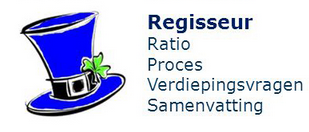 Regisseur
Ratio
Proces
Verdiepingsvragen
Samenvatting